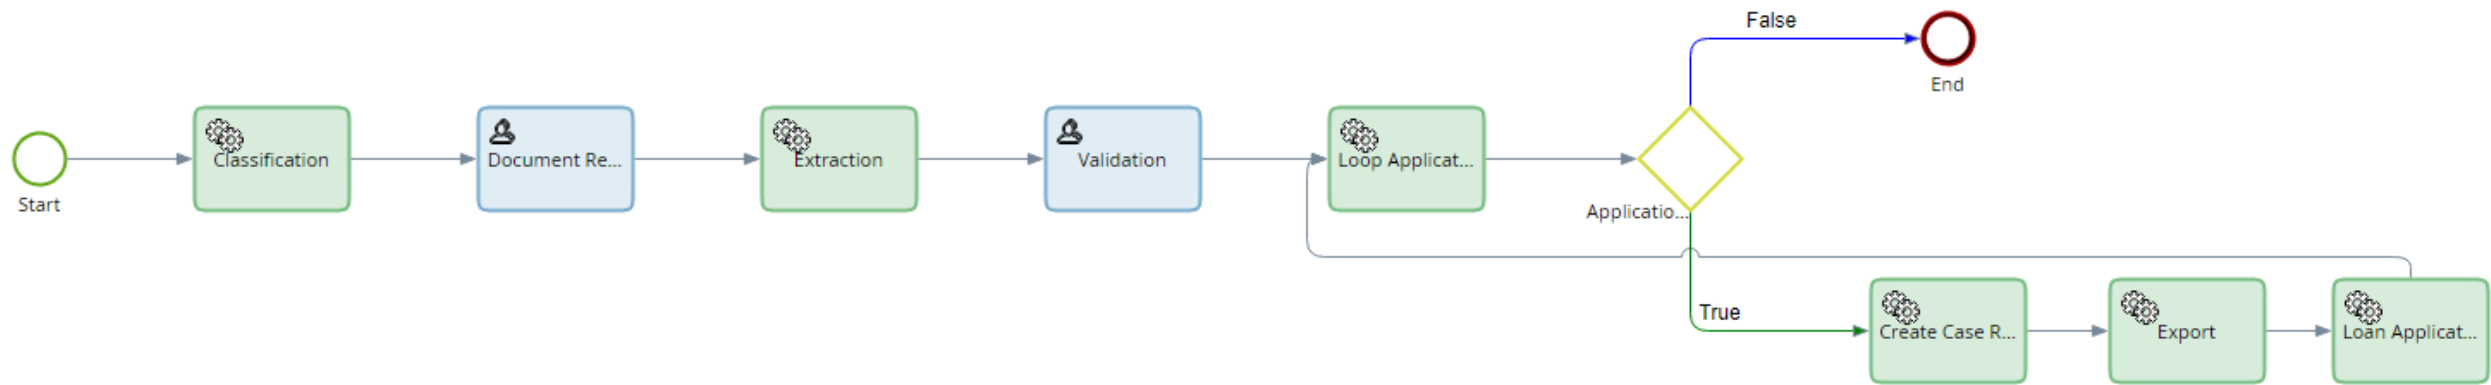 False
End
Start
Classification
Document Re...
Extraction
Validation
Loop Applicat...
Applicatio...
True
Create Case R...
Export
Loan Applicat...